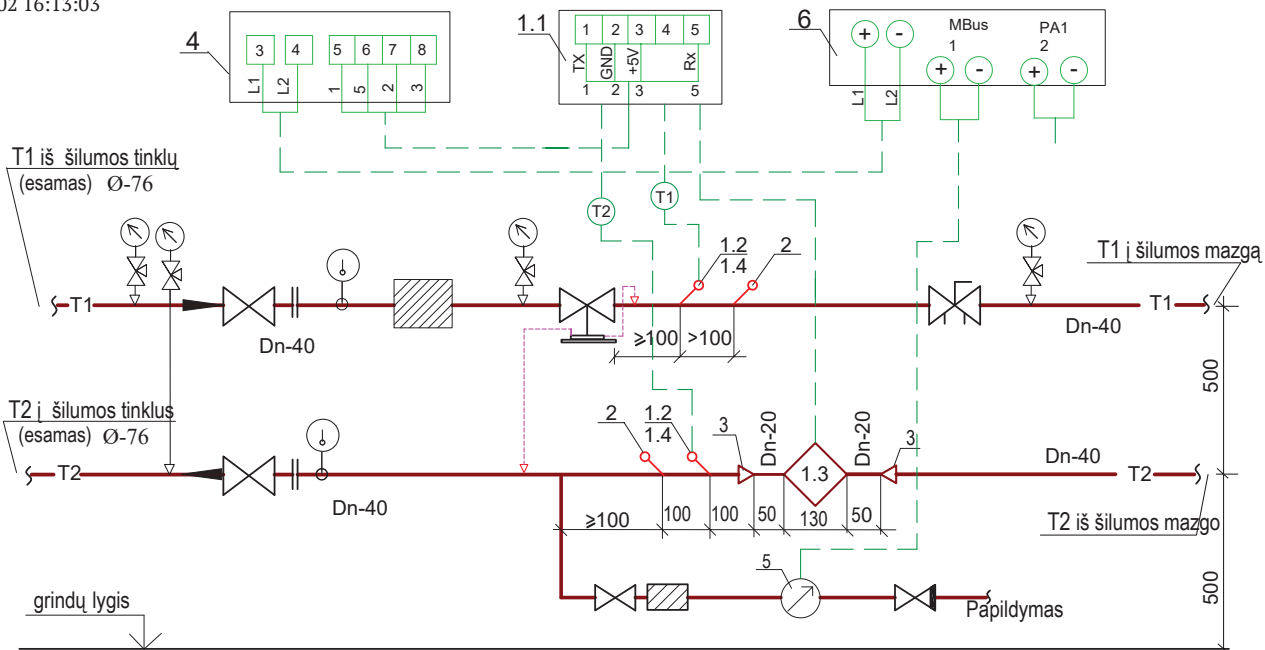 02 16:13:03
4
3 4 5 6 7 8
L1 L2 1 5 2 3
1.1
1 2 3 4 5
TX GND +5V Rx
1 2 3 5
6
+ - MBus PA1
1 2
+ - + -
L1 L2
T1 iš šilumos tinklų
(esamas) Ø-76
T2 T1
1.2
1.4
2
T1 į šilumos mazgą
T1
T1
Dn-40
Dn-40
≥100 >100
500
T2 į šilumos tinklus
(esamas) Ø-76
2
1.2
1.4
3
Dn-20
Dn-20
3
1.3
Dn-40
T2
T2
Dn-40
≥100 100 100 50 130 50
T2 iš šilumos mazgo
5
500
grindų lygis
Papildymas